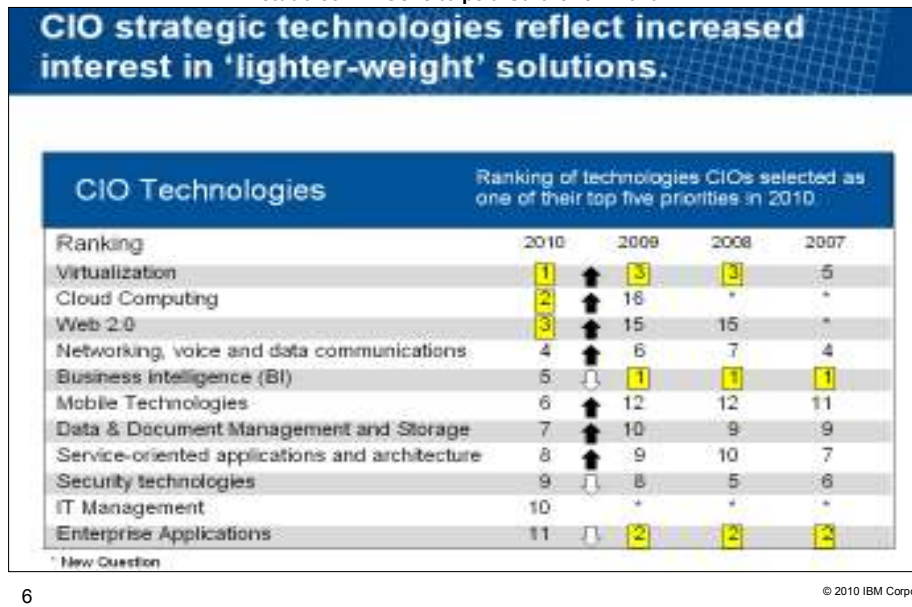 CIO strategic technologies reflect increased
interest in ‘lighter-weight’ solutions.
CIO Technologies
Ranking of technologies CIOs selected as
one of their top five priorities in 2010
Ranking 2010 2009 2008 2007
Virtualization 1 3 3 5
Cloud Computing 2 16 * *
Web 2.0 3 15 15 *
Networking, voice and data communications 4 6 7 4
Business intelligence (BI) 5 1 1 1
Mobile Technologies 6 12 12 11
Data & Document Management and Storage 7 10 9 9
Service-oriented applications and architecture 8 9 10 7
Security technologies 9 8 5 6
IT Management 10 * * *
Enterprise Applications 11 2 2 2
* New Question
6
© 2010 IBM Corp